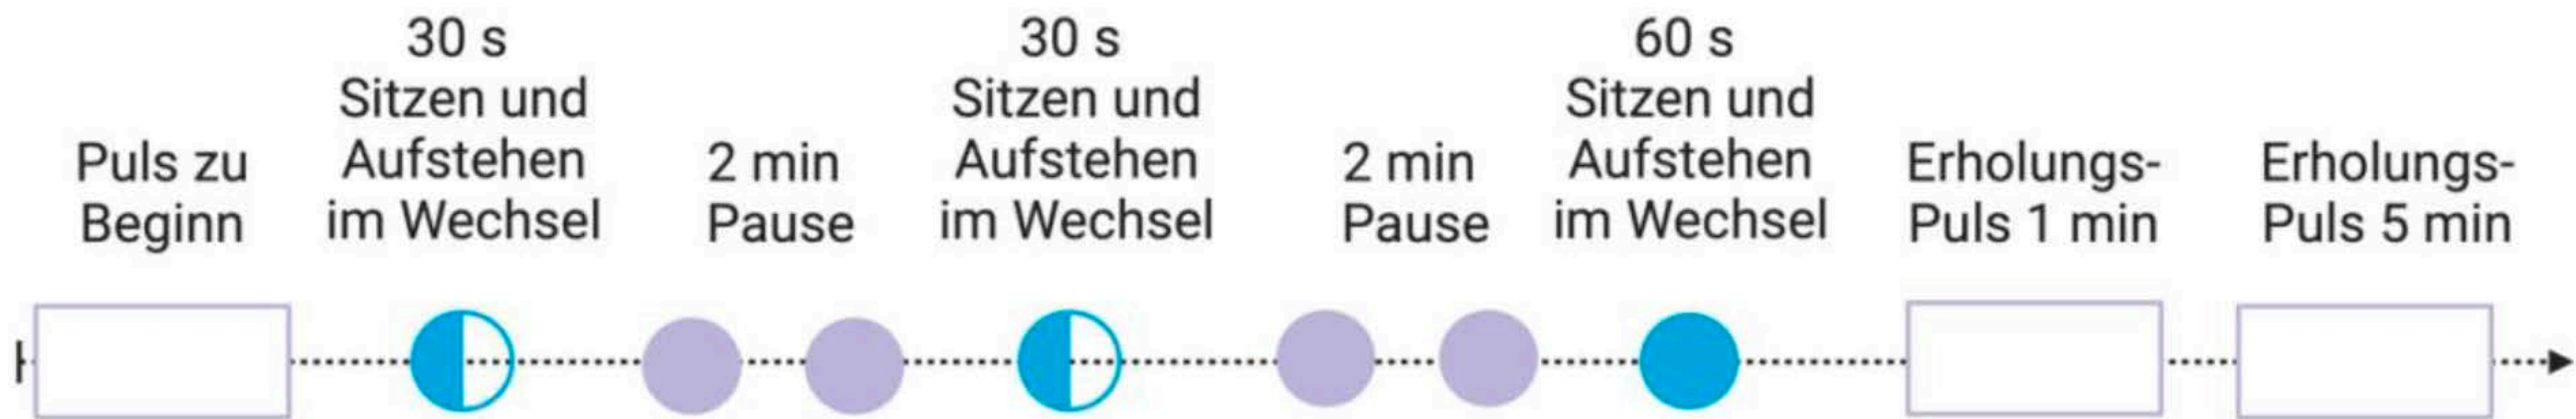 Puls zu
Beginn
30 s
Sitzen und
Aufstehen
im Wechsel
2 min
Pause
30 s
Sitzen und
Aufstehen
im Wechsel
2 min
Pause
60 s
Sitzen und
Aufstehen
im Wechsel
Erholungs-
Puls 1 min
Erholungs-
Puls 5 min